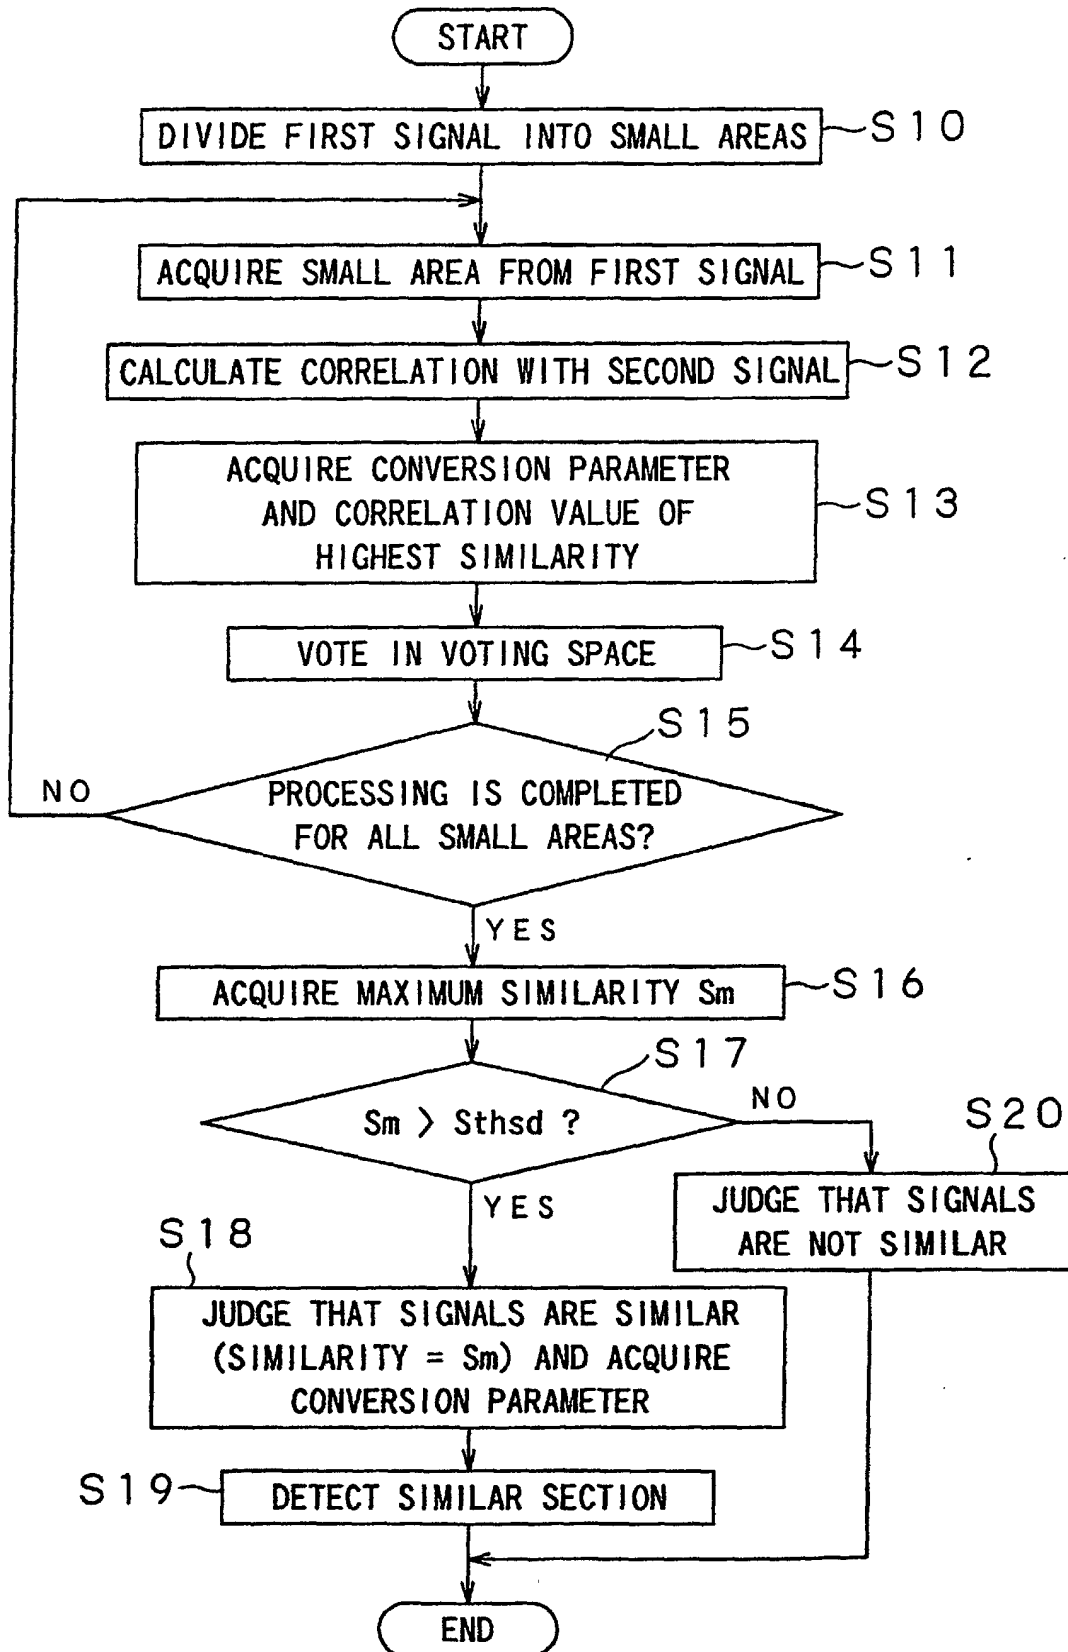 START
DIVIDE FIRST SIGNAL INTO SMALL AREAS
S10
ACQUIRE SMALL AREA FROM FIRST SIGNAL
S11
CALCULATE CORRELATION WITH SECOND SIGNAL
S12
ACQUIRE CONVERSION PARAMETER
AND CORRELATION VALUE OF
HIGHEST SIMILARITY
S13
VOTE IN VOTING SPACE
S14
S15
PROCESSING IS COMPLETED
FOR ALL SMALL AREAS?
NO
YES
ACQUIRE MAXIMUM SIMILARITY Sm
S16
S17
Sm > Sthsd ?
NO
YES
S20
JUDGE THAT SIGNALS
ARE NOT SIMILAR
S18
JUDGE THAT SIGNALS ARE SIMILAR
(SIMILARITY = Sm) AND ACQUIRE
CONVERSION PARAMETER
S19
DETECT SIMILAR SECTION
END